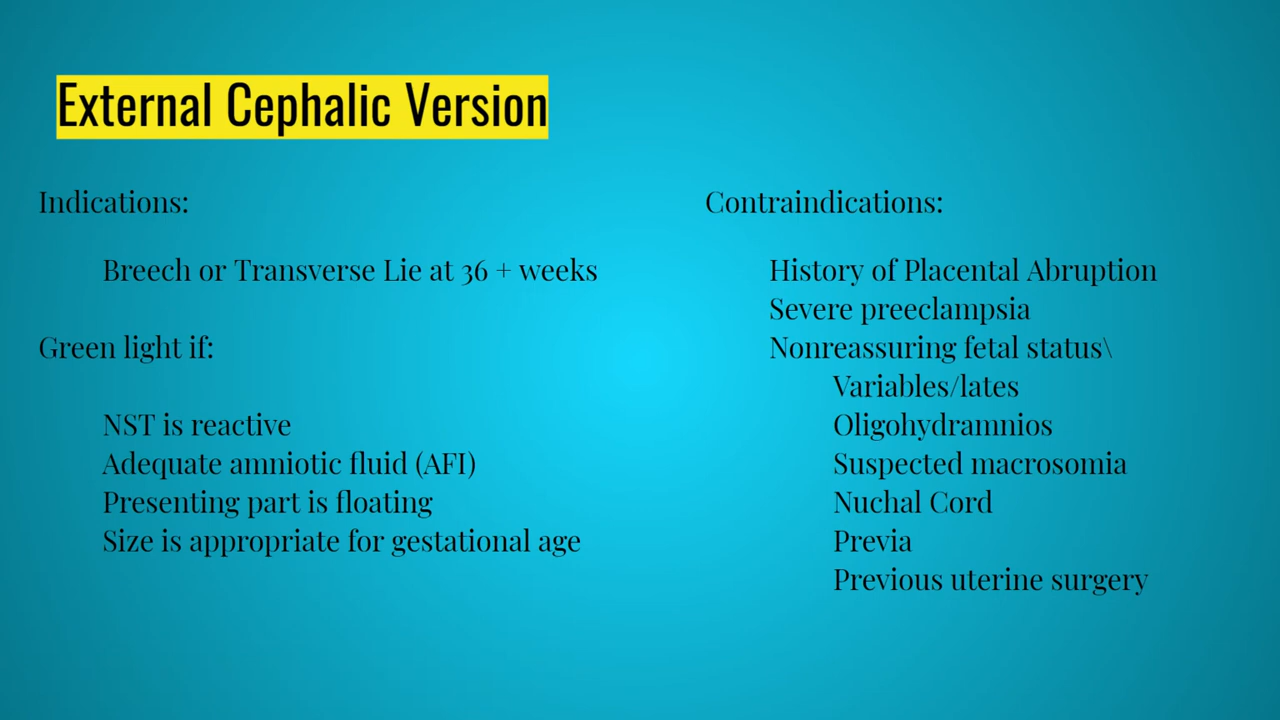 External Cephalic Version
Indications:
Breech or Transverse Lie at 36 + weeks
Green light if:
NST is reactive
Adequate amniotic fluid (AFI)
Presenting part is floating
Size is appropriate for gestational age
Contraindications:
History of Placental Abruption
Severe preeclampsia
Nonreassuring fetal status\
Variables/lates
Oligohydramnios
Suspected macrosomia
Nuchal Cord
Previa
Previous uterine surgery